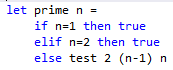 let prime n =
    if n=1 then true
    elif n=2 then true
    else test 2 (n-1) n